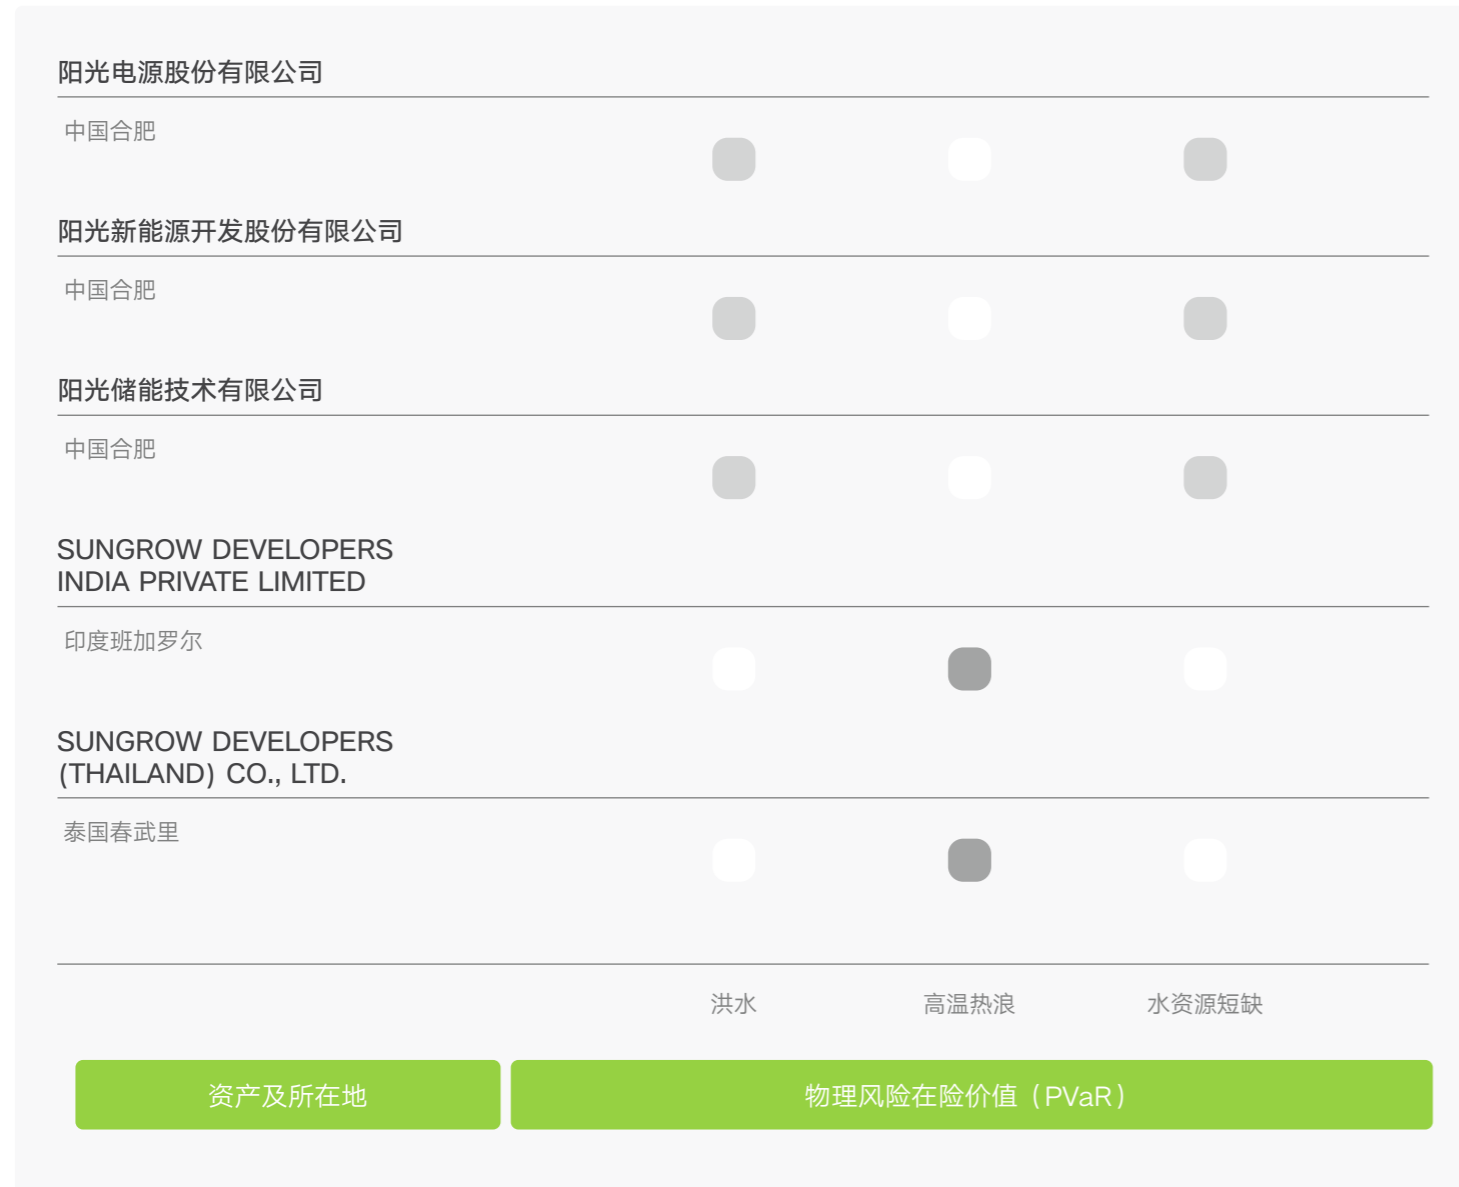 阳光电源股份有限公司
中国合肥
阳光新能源开发股份有限公司
中国合肥
阳光储能技术有限公司
中国合肥
SUNGROW DEVELOPERS
INDIA PRIVATE LIMITED
印度班加罗尔
SUNGROW DEVELOPERS
(THAILAND) CO., LTD.
泰国春武里
洪水 高温热浪 水资源短缺
资产及所在地 物理风险在险价值（PVaR）